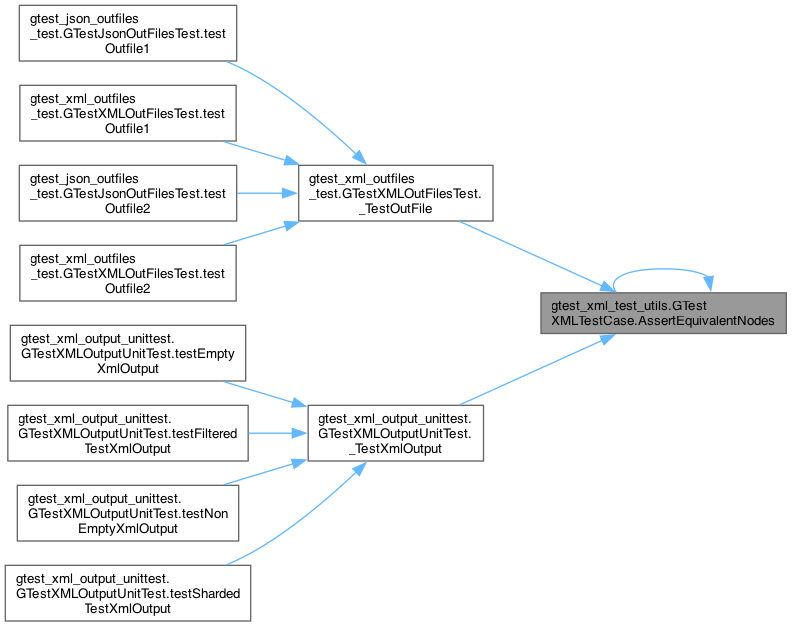 gtest_json_outfiles
_test.GTestJsonOutFilesTest.test
Outfile1
gtest_xml_outfiles
_test.GTestXMLOutFilesTest.test
Outfile1
gtest_json_outfiles
_test.GTestJsonOutFilesTest.test
Outfile2
gtest_xml_outfiles
_test.GTestXMLOutFilesTest.test
Outfile2
gtest_xml_outfiles
_test.GTestXMLOutFilesTest.
_TestOutFile
gtest_xml_test_utils.GTest
XMLTestCase.AssertEquivalentNodes
gtest_xml_output_unittest.
GTestXMLOutputUnitTest.testEmpty
XmlOutput
gtest_xml_output_unittest.
GTestXMLOutputUnitTest.testFiltered
TestXmlOutput
gtest_xml_output_unittest.
GTestXMLOutputUnitTest.testNon
EmptyXmlOutput
gtest_xml_output_unittest.
GTestXMLOutputUnitTest.testSharded
TestXmlOutput
gtest_xml_output_unittest.
GTestXMLOutputUnitTest.
_TestXmlOutput